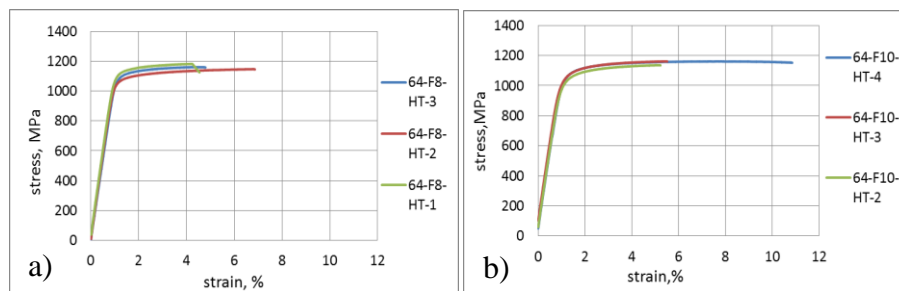 1400
1200
1000
800
600
400
200
0
stress, MPa
0 2 4 6 8 10 12
strain, %
64-F8-
HT-3
64-F8-
HT-2
64-F8-
HT-1
a)
1400
1200
1000
800
600
400
200
0
stress,MPa
0 2 4 6 8 10 12
strain,%
64-F10-
HT-4
64-F10-
HT-3
64-F10-
HT-2
b)